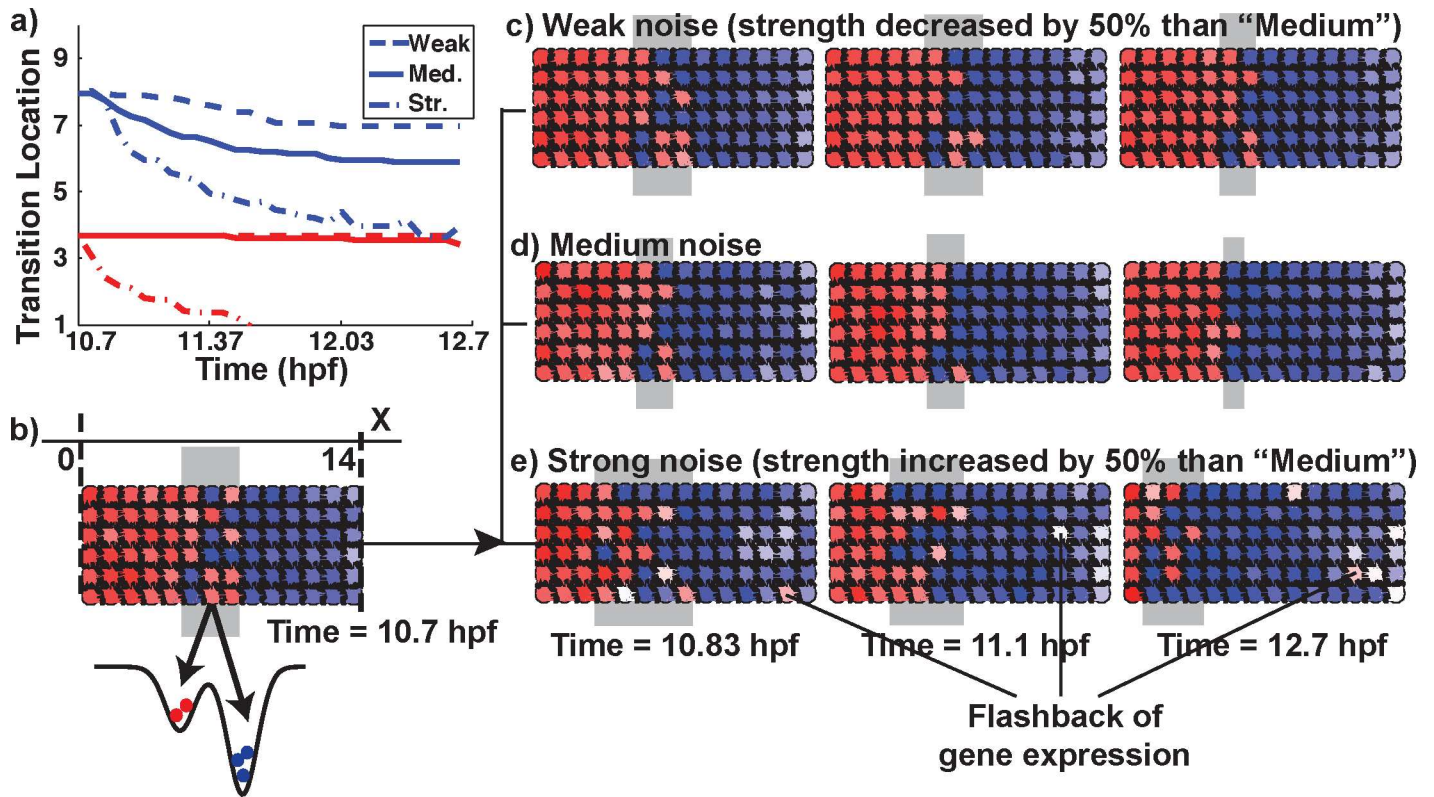 a)
Transition Location
9
7
5
3
1
Weak
Med.
Str.
10.7 11.37 12.03 12.7
Time (hpf)
b)
X
0 14
Time = 10.7 hpf
c) Weak noise (strength decreased by 50% than “Medium”)
d) Medium noise
e) Strong noise (strength increased by 50% than “Medium”)
Time = 10.83 hpf Time = 11.1 hpf Time = 12.7 hpf
Flashback of
gene expression